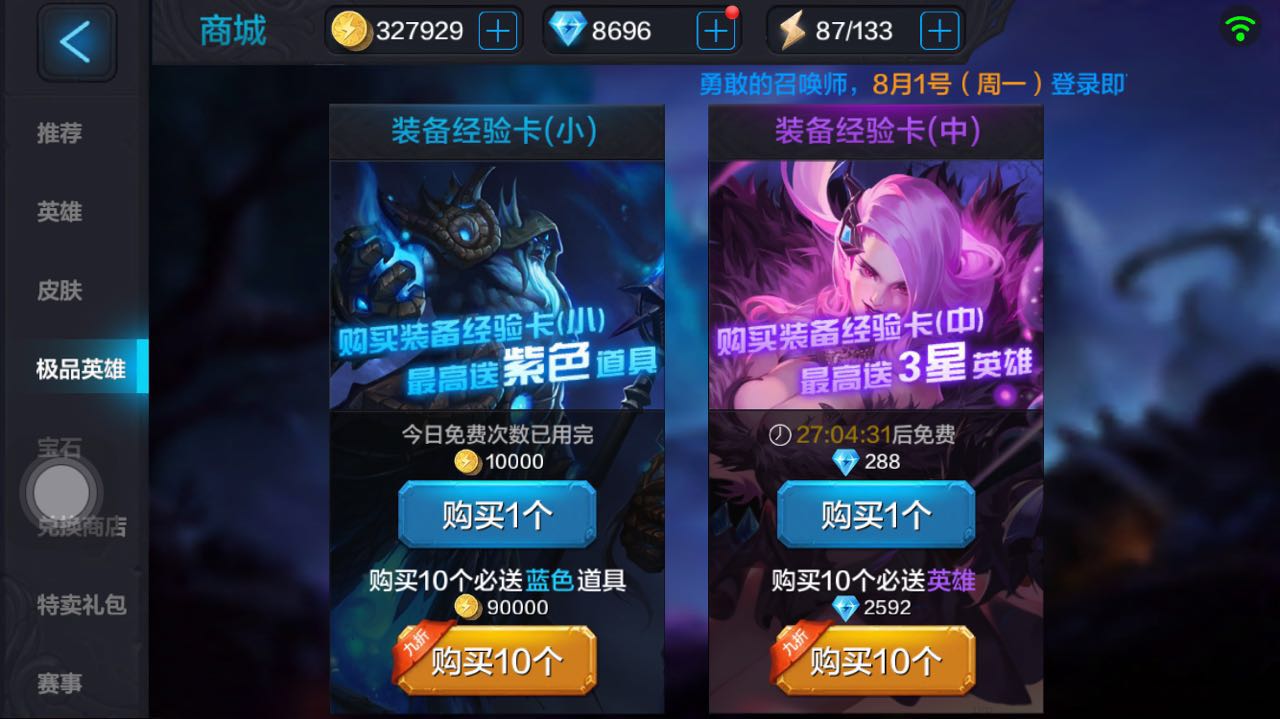 商城
327929
8696
87/133
勇敢的召唤师，8月1号（周一）登录即
推荐
英雄
皮肤
极品英雄
宝石
兑换商店
特卖礼包
赛事
装备经验卡(小)
购买装备经验卡(小)
最高送紫色道具
今日免费次数已用完
10000
购买1个
购买10个必送蓝色道具
90000
九折
购买10个
装备经验卡(中)
购买装备经验卡(中)
最高送3星英雄
27:04:31后免费
288
购买1个
购买10个必送英雄
2592
九折
购买10个